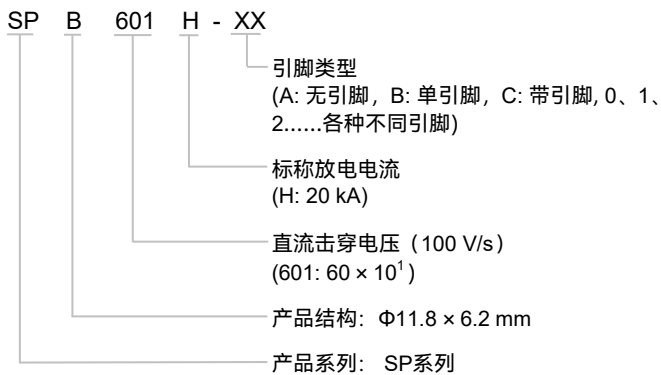 SP B 601 H - XX
引脚类型
(A: 无引脚，B: 单引脚，C: 带引脚, 0、1、
2......各种不同引脚)
标称放电电流
(H: 20 kA)
直流击穿电压（100 V/s）
(601: 60 × 10¹ )
产品结构: Φ11.8 × 6.2 mm
产品系列: SP系列